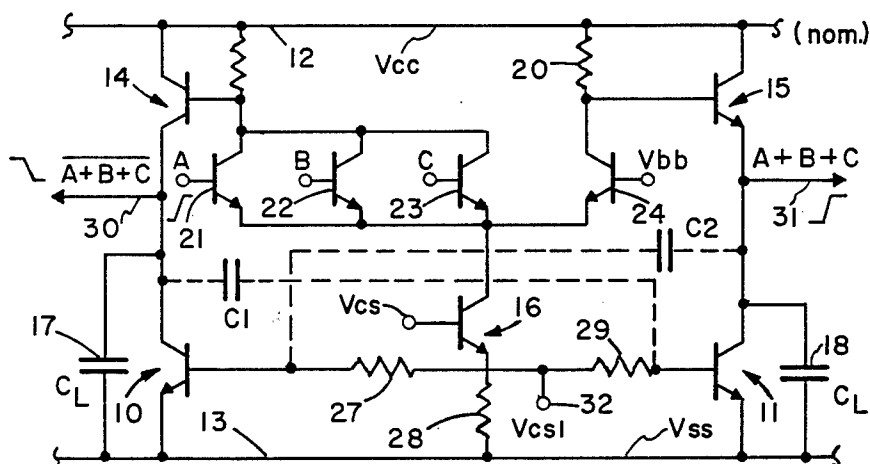 (nom.)
12
Vcc
20
14
15
A
B
C
Vbb
A+B+C
A+B+C
30
21
22
23
24
31
C2
C1
Vcs
16
29
17
18
CL
CL
10
27
32
11
13
28
Vcs1
Vss